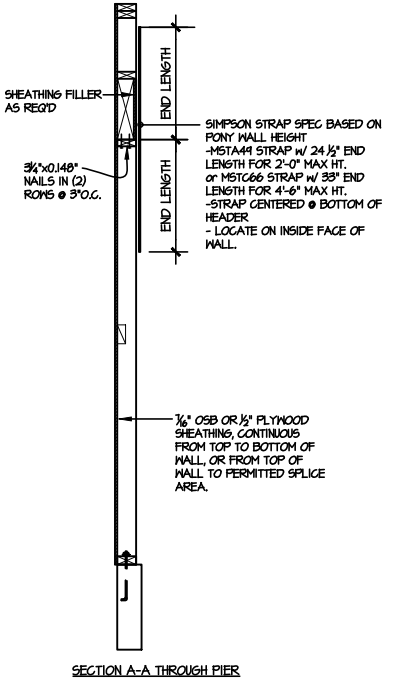 END LENGTH
SHEATHING FILLER
AS REQ'D
SIMPSON STRAP SPEC BASED ON
PONY WALL HEIGHT
-MSTA49 STRAP W/ 24 1/2" END
LENGTH FOR 2'-0" MAX HT.
or MSTC66 STRAP W/ 33" END
LENGTH FOR 4'-6" MAX HT.
-STRAP CENTERED @ BOTTOM OF
HEADER
- LOCATE ON INSIDE FACE OF
WALL.
3 1/4"x0.148"
NAILS IN (2)
ROWS @ 3"O.C.
END LENGTH
7/16" OSB OR 1/2" PLYWOOD
SHEATHING, CONTINUOUS
FROM TOP TO BOTTOM OF
WALL, OR FROM TOP OF
WALL TO PERMITTED SPLICE
AREA.
SECTION A-A THROUGH PIER